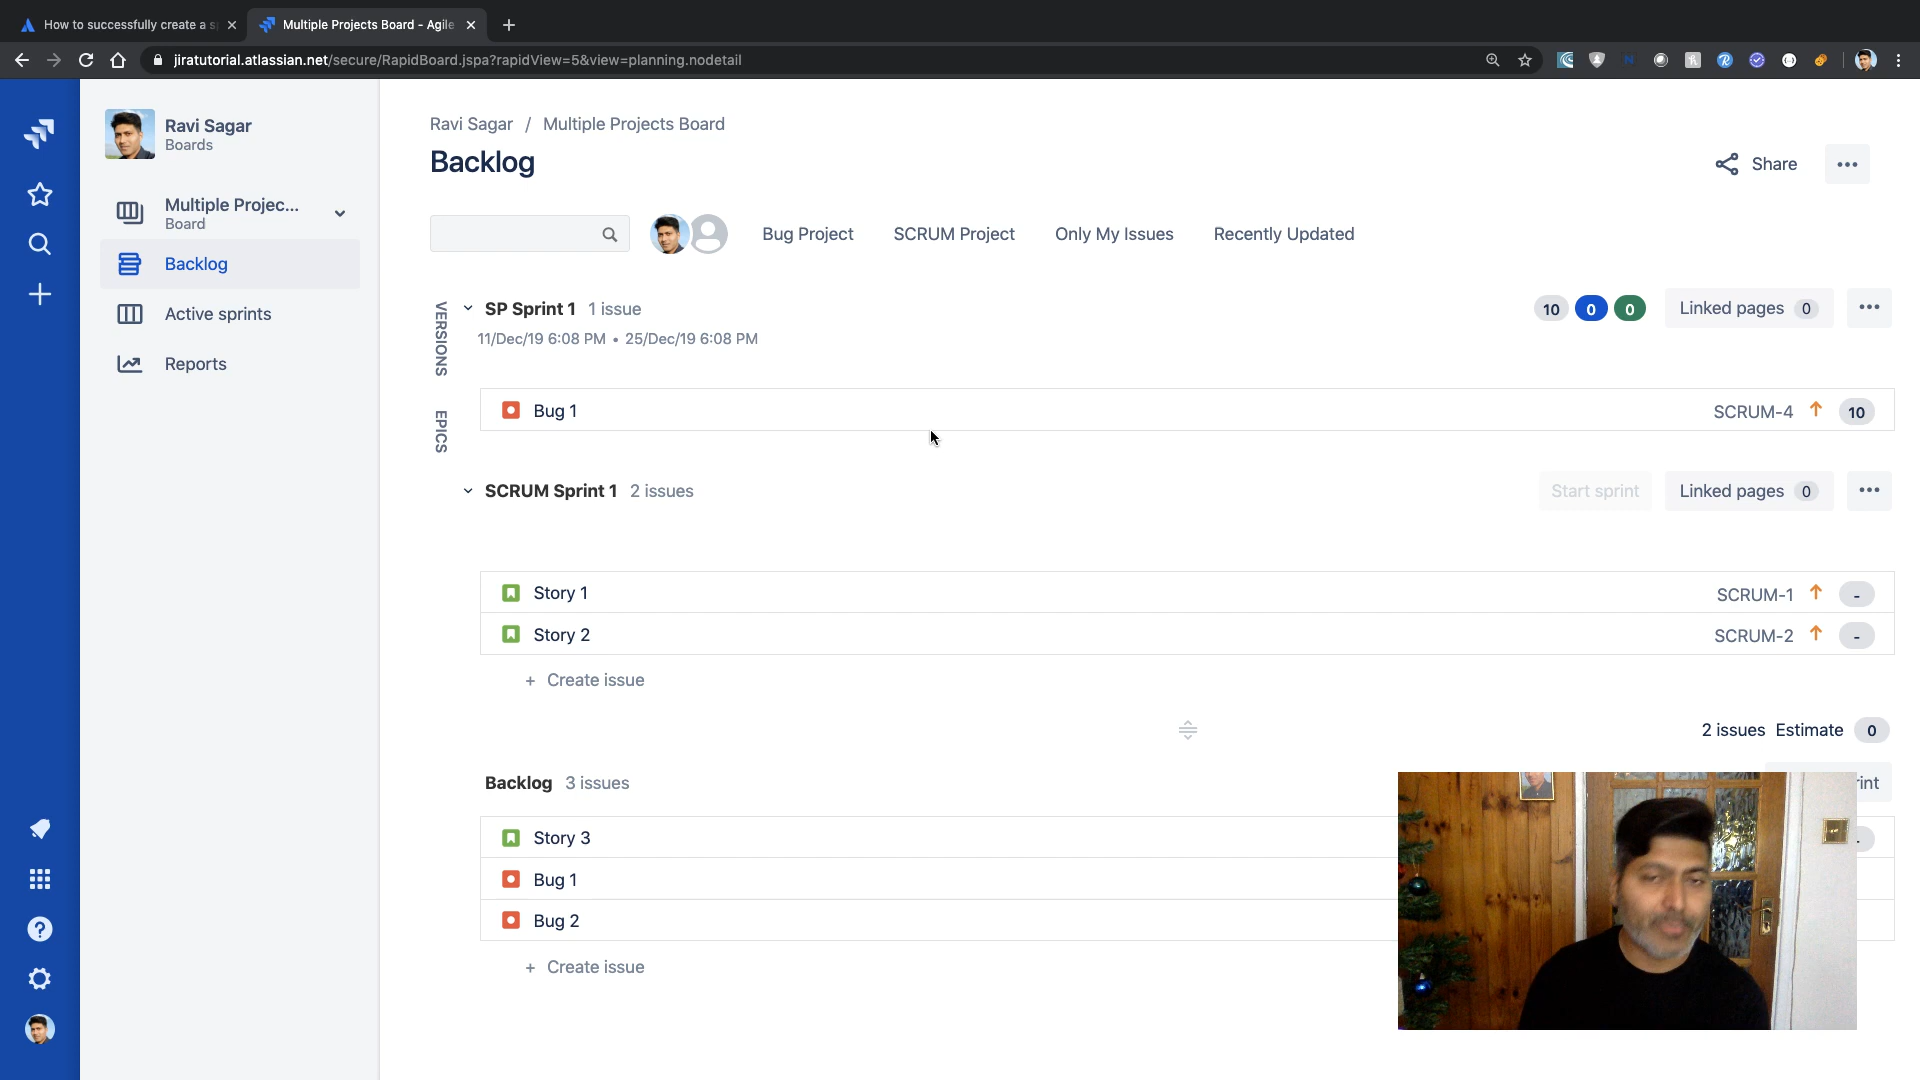 How to successfully create a s
Multiple Projects Board - Agile
jiratutorial.atlassian.net/secure/RapidBoard.jspa?rapidView=5&view=planning.nodetail
Ravi Sagar
Boards
Multiple Projec...
Board
Backlog
Active sprints
Reports
Ravi Sagar / Multiple Projects Board
Backlog
Share
Bug Project
SCRUM Project
Only My Issues
Recently Updated
VERSIONS
EPICS
SP Sprint 1 1 issue
10 0 0
Linked pages 0
11/Dec/19 6:08 PM • 25/Dec/19 6:08 PM
Bug 1
SCRUM-4
10
SCRUM Sprint 1 2 issues
Start sprint
Linked pages 0
Story 1
SCRUM-1
-
Story 2
SCRUM-2
-
+ Create issue
2 issues Estimate 0
Backlog 3 issues
rint
Story 3
Bug 1
Bug 2
+ Create issue